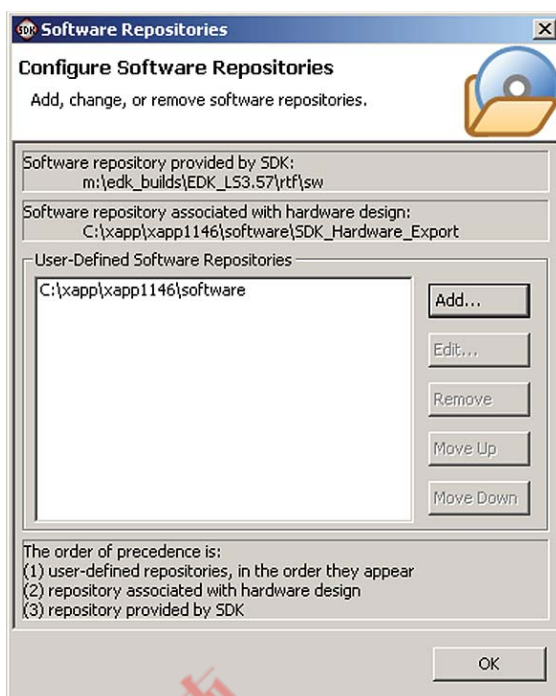 SDK Software Repositories
Configure Software Repositories
Add, change, or remove software repositories.
Software repository provided by SDK:
m:\edk_builds\EDK_LS3.57\rtf\sw
Software repository associated with hardware design:
C:\xapp\xapp1146\software\SDK_Hardware_Export
User-Defined Software Repositories
C:\xapp\xapp1146\software
Add...
Edit...
Remove
Move Up
Move Down
The order of precedence is:
(1) user-defined repositories, in the order they appear
(2) repository associated with hardware design
(3) repository provided by SDK
OK